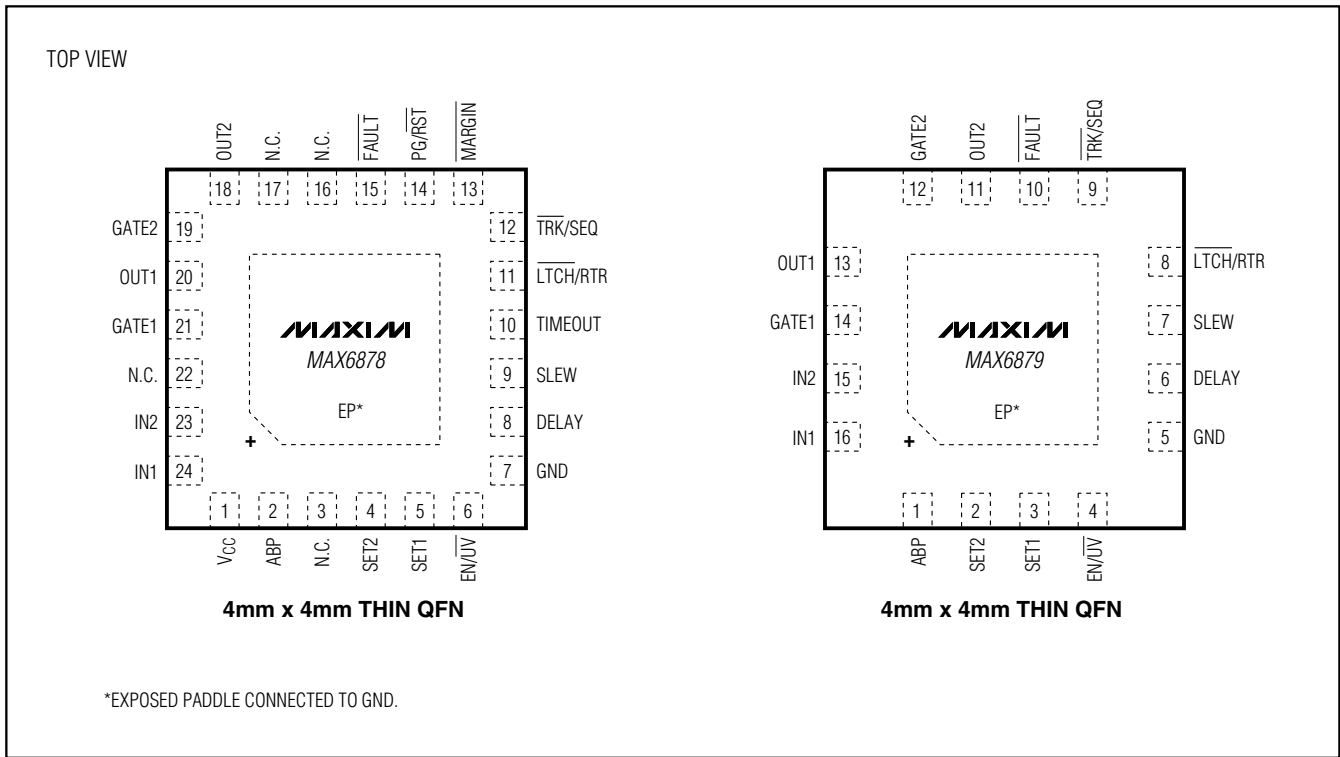 TOP VIEW
OUT2 N.C. N.C. FAULT PG/RST MARGIN
18 17 16 15 14 13
GATE2 19
OUT1 20
GATE1 21
N.C. 22
IN2 23
IN1 24
12 TRK/SEQ
11 LTCH/RTR
10 TIMEOUT
9 SLEW
8 DELAY
7 GND
MAXIM
MAX6878
EP*
+
1 2 3 4 5 6
VCC ABP N.C. SET2 SET1 EN/UV
4mm x 4mm THIN QFN
GATE2 OUT2 FAULT TRK/SEQ
12 11 10 9
OUT1 13
GATE1 14
IN2 15
IN1 16
8 LTCH/RTR
7 SLEW
6 DELAY
5 GND
MAXIM
MAX6879
EP*
+
1 2 3 4
ABP SET2 SET1 EN/UV
4mm x 4mm THIN QFN
*EXPOSED PADDLE CONNECTED TO GND.